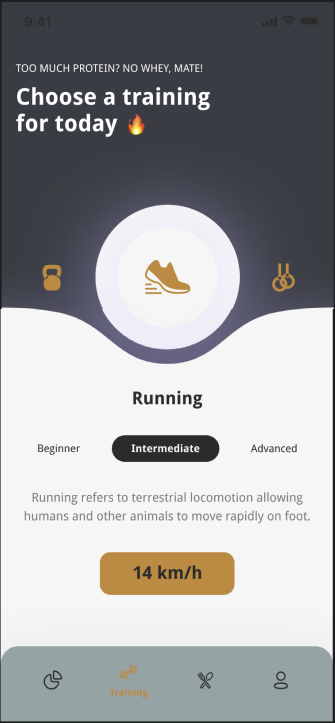 9:41
TOO MUCH PROTEIN? NO WHEY, MATE!
Choose a training
for today 🔥
Running
Beginner Intermediate Advanced
Running refers to terrestrial locomotion allowing
humans and other animals to move rapidly on foot.
14 km/h
Training